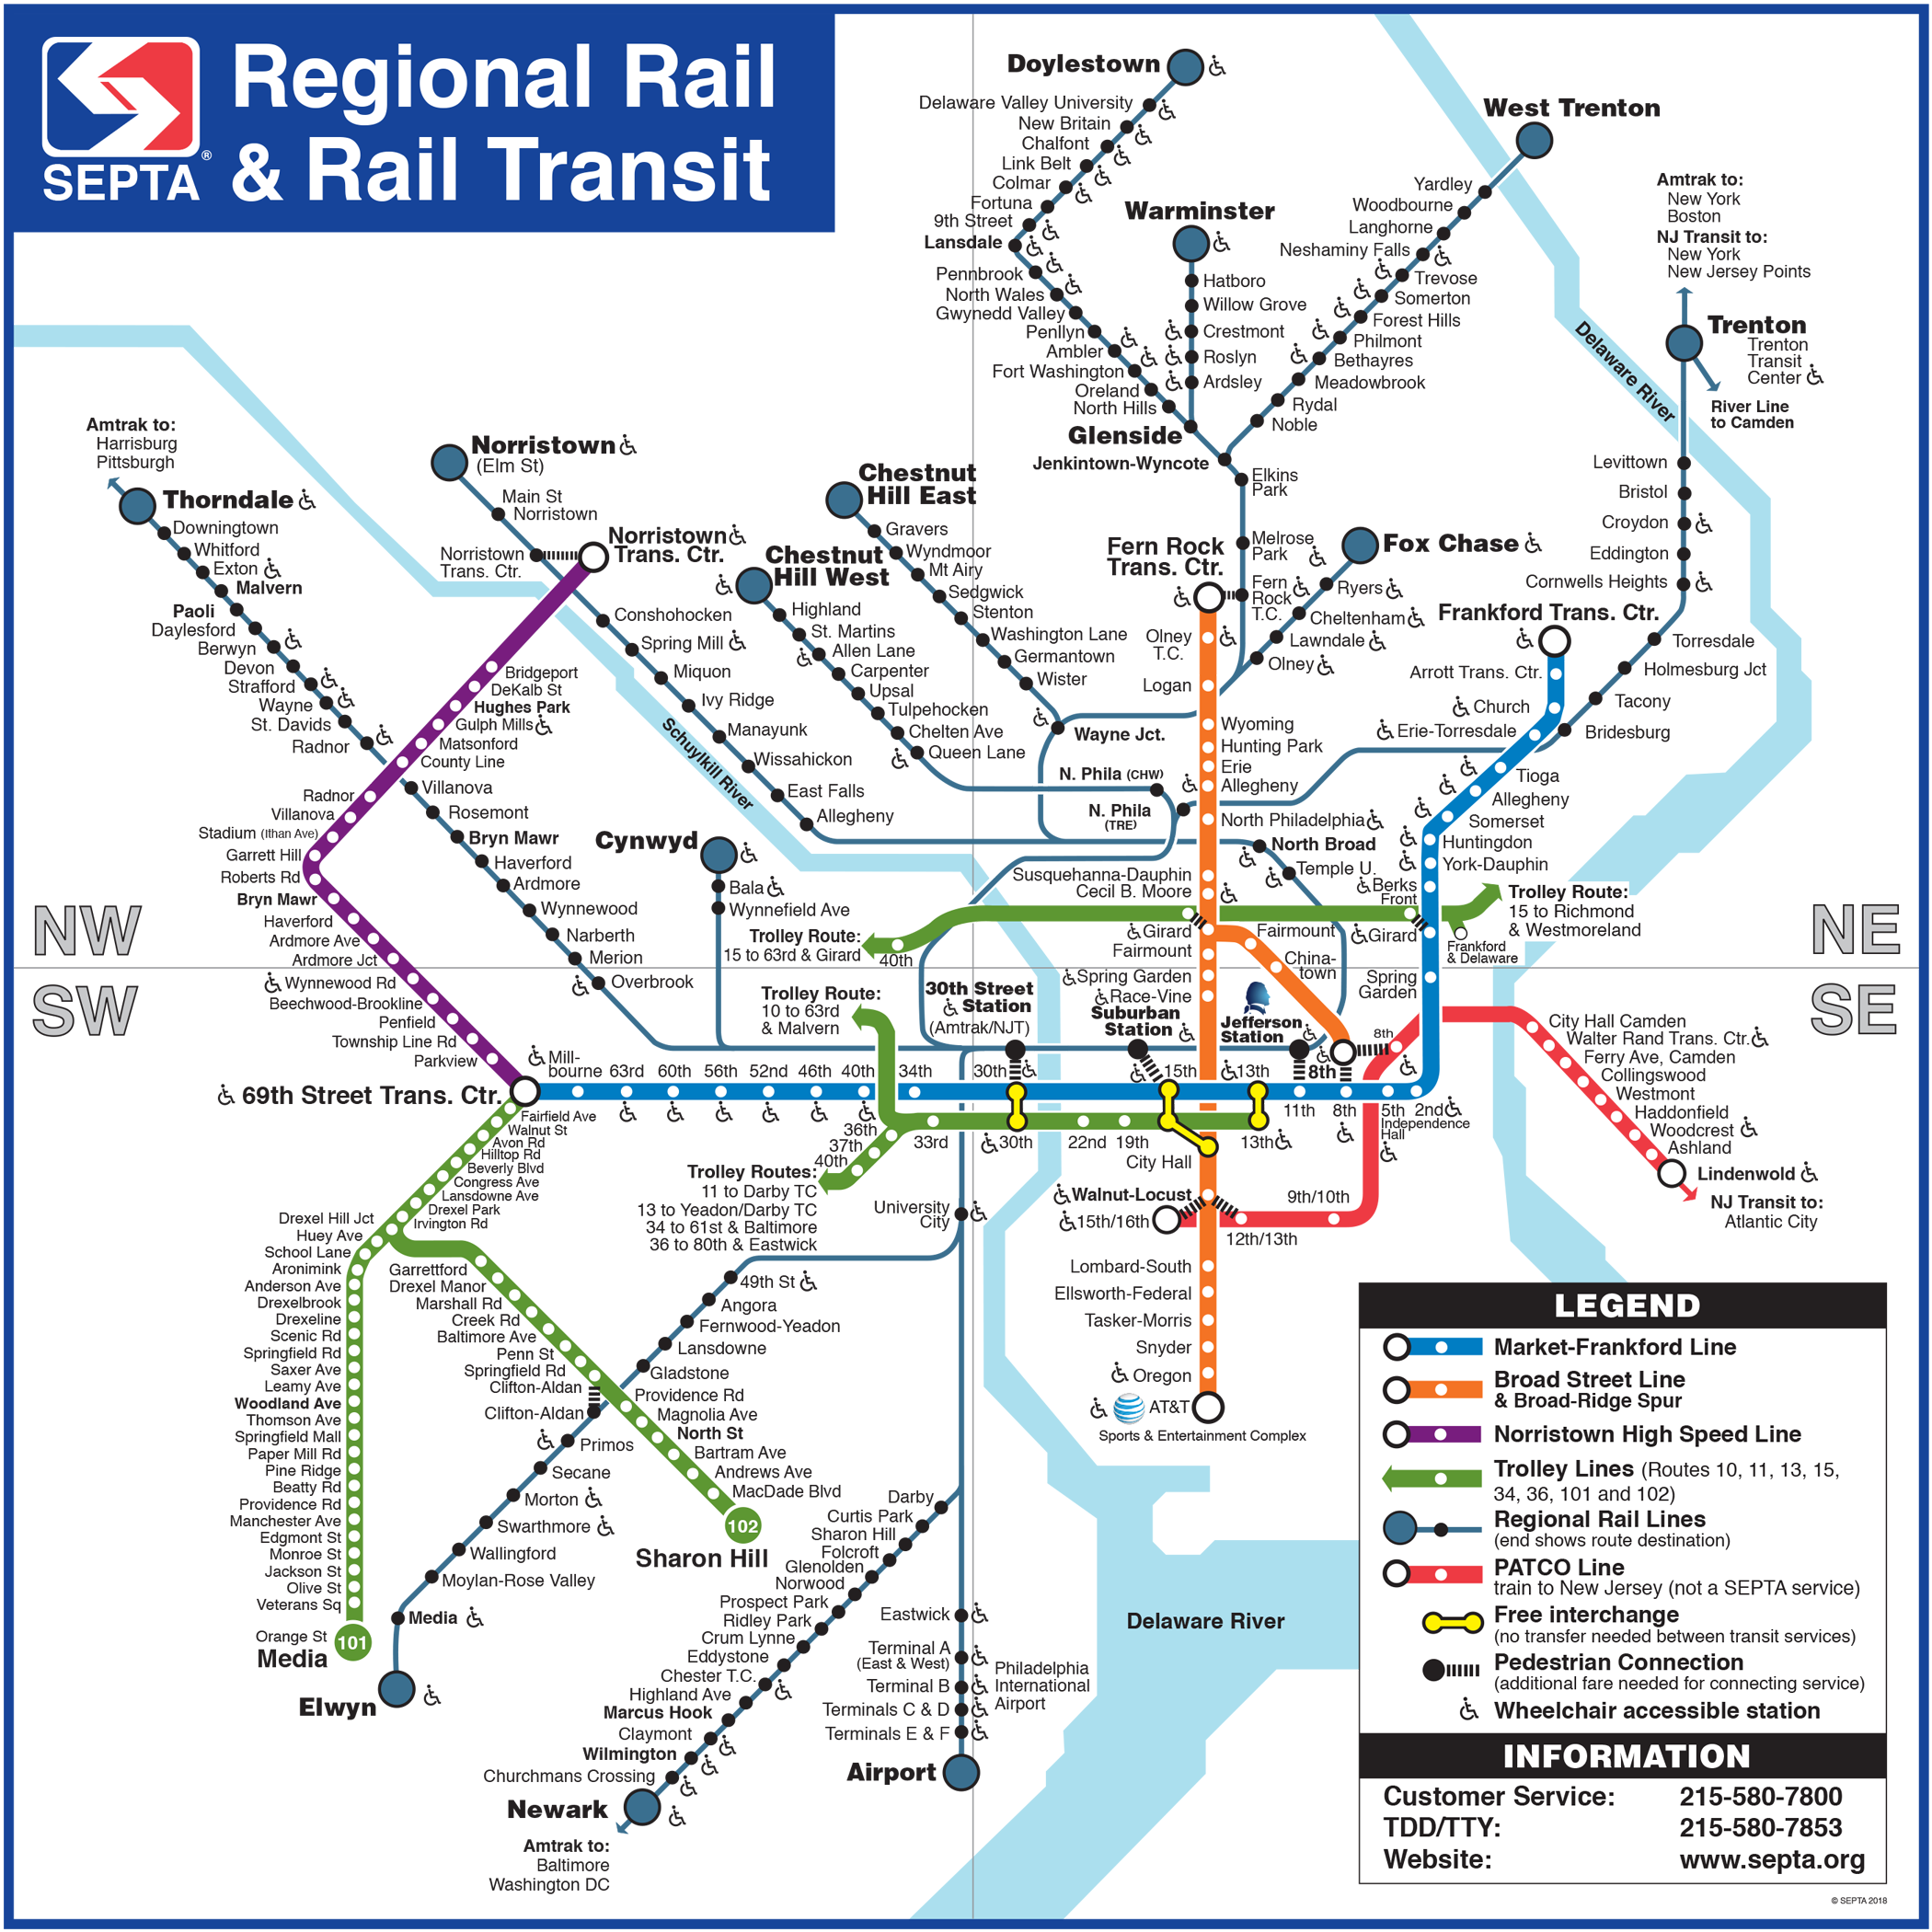 SEPTA®
Regional Rail
& Rail Transit
Doylestown
Delaware Valley University
New Britain
Chalfont
Link Belt
Colmar
Fortuna
9th Street
Lansdale
Pennbrook
North Wales
Gwynedd Valley
Penllyn
Ambler
Fort Washington
Oreland
North Hills
Glenside
Jenkintown-Wyncote
Warminster
Hatboro
Willow Grove
Crestmont
Roslyn
Ardsley
West Trenton
Yardley
Woodbourne
Langhorne
Neshaminy Falls
Trevose
Somerton
Forest Hills
Philmont
Bethayres
Meadowbrook
Rydal
Noble
Elkins
Park
Melrose
Park
Fern
Rock
T.C.
Amtrak to:
New York
Boston
NJ Transit to:
New York
New Jersey Points
Trenton
Trenton
Transit
Center
River Line
to Camden
Delaware River
Levittown
Bristol
Croydon
Eddington
Cornwells Heights
Torresdale
Holmesburg Jct
Tacony
Bridesburg
Amtrak to:
Harrisburg
Pittsburgh
Thorndale
Downingtown
Whitford
Exton
Malvern
Paoli
Daylesford
Berwyn
Devon
Strafford
Wayne
St. Davids
Radnor
Villanova
Rosemont
Bryn Mawr
Haverford
Ardmore
Wynnewood
Narberth
Merion
Overbrook
Norristown
(Elm St)
Main St
Norristown
Norristown
Trans. Ctr.
Norristown
Trans. Ctr.
Conshohocken
Spring Mill
Miquon
Ivy Ridge
Manayunk
Wissahickon
East Falls
Allegheny
Schuylkill River
Bridgeport
DeKalb St
Hughes Park
Gulph Mills
Matsonford
County Line
Radnor
Villanova
Stadium (Ithan Ave)
Garrett Hill
Roberts Rd
Bryn Mawr
Haverford
Ardmore Ave
Ardmore Jct
Wynnewood Rd
Beechwood-Brookline
Penfield
Township Line Rd
Parkview
69th Street Trans. Ctr.
Chestnut
Hill East
Gravers
Wyndmoor
Mt Airy
Sedgwick
Stenton
Washington Lane
Germantown
Wister
Wayne Jct.
Chestnut
Hill West
Highland
St. Martins
Allen Lane
Carpenter
Upsal
Tulpehocken
Chelten Ave
Queen Lane
N. Phila (CHW)
N. Phila
(TRE)
Cynwyd
Bala
Wynnefield Ave
Fox Chase
Ryers
Cheltenham
Lawndale
Olney
Fern Rock
Trans. Ctr.
Olney
T.C.
Logan
Wyoming
Hunting Park
Erie
Allegheny
North Philadelphia
North Broad
Temple U.
Susquehanna-Dauphin
Cecil B. Moore
Girard
Fairmount
Fairmount
China-
town
Spring Garden
Race-Vine
Frankford Trans. Ctr.
Arrott Trans. Ctr.
Church
Erie-Torresdale
Tioga
Allegheny
Somerset
Huntingdon
York-Dauphin
Berks
Front
Girard
Spring
Garden
Trolley Route:
15 to Richmond
& Westmoreland
Frankford
& Delaware
Trolley Route:
15 to 63rd & Girard
40th
NW
NE
SW
SE
Trolley Route:
10 to 63rd
& Malvern
30th Street
Station
(Amtrak/NJT)
Suburban
Station
Jefferson
Station
8th
8th
Mill-
bourne
63rd
60th
56th
52nd
46th
40th
34th
30th
15th
13th
11th
8th
5th
Independence
Hall
2nd
36th
37th
40th
33rd
30th
22nd
19th
13th
City Hall
Trolley Routes:
11 to Darby TC
13 to Yeadon/Darby TC
34 to 61st & Baltimore
36 to 80th & Eastwick
City Hall Camden
Walter Rand Trans. Ctr.
Ferry Ave, Camden
Collingswood
Westmont
Haddonfield
Woodcrest
Ashland
Lindenwold
NJ Transit to:
Atlantic City
Walnut-Locust
15th/16th
12th/13th
9th/10th
Lombard-South
Ellsworth-Federal
Tasker-Morris
Snyder
Oregon
AT&T
Sports & Entertainment Complex
Fairfield Ave
Walnut St
Avon Rd
Hilltop Rd
Beverly Blvd
Congress Ave
Lansdowne Ave
Drexel Park
Irvington Rd
Drexel Hill Jct
Huey Ave
School Lane
Aronimink
Anderson Ave
Drexelbrook
Drexeline
Scenic Rd
Springfield Rd
Saxer Ave
Leamy Ave
Woodland Ave
Thomson Ave
Springfield Mall
Paper Mill Rd
Pine Ridge
Beatty Rd
Providence Rd
Manchester Ave
Edgmont St
Monroe St
Jackson St
Olive St
Veterans Sq
Orange St
Media
101
Garrettford
Drexel Manor
Marshall Rd
Creek Rd
Baltimore Ave
Penn St
Springfield Rd
Clifton-Aldan
Providence Rd
Magnolia Ave
North St
Bartram Ave
Andrews Ave
MacDade Blvd
102
Sharon Hill
University
City
49th St
Angora
Fernwood-Yeadon
Lansdowne
Gladstone
Clifton-Aldan
Primos
Secane
Morton
Swarthmore
Wallingford
Moylan-Rose Valley
Media
Elwyn
Darby
Curtis Park
Sharon Hill
Folcroft
Glenolden
Norwood
Prospect Park
Ridley Park
Crum Lynne
Eddystone
Chester T.C.
Highland Ave
Marcus Hook
Claymont
Wilmington
Churchmans Crossing
Newark
Amtrak to:
Baltimore
Washington DC
Eastwick
Terminal A
(East & West)
Terminal B
Terminals C & D
Terminals E & F
Philadelphia
International
Airport
Airport
Delaware River
LEGEND
Market-Frankford Line
Broad Street Line
& Broad-Ridge Spur
Norristown High Speed Line
Trolley Lines (Routes 10, 11, 13, 15,
34, 36, 101 and 102)
Regional Rail Lines
(end shows route destination)
PATCO Line
train to New Jersey (not a SEPTA service)
Free interchange
(no transfer needed between transit services)
Pedestrian Connection
(additional fare needed for connecting service)
Wheelchair accessible station
INFORMATION
Customer Service: 215-580-7800
TDD/TTY: 215-580-7853
Website: www.septa.org
© SEPTA 2018